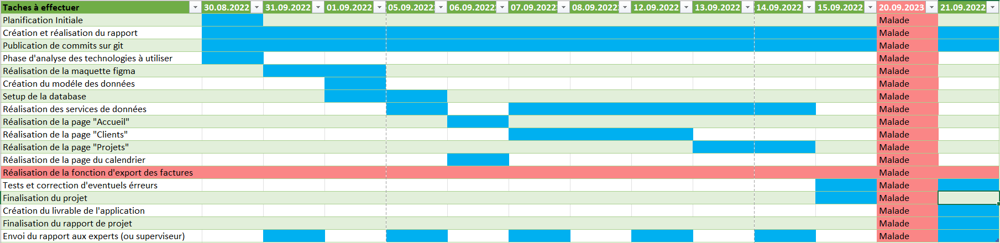 Taches à effectuer 30.08.2022 31.09.2022 01.09.2022 05.09.2022 06.09.2022 07.09.2022 08.09.2022 12.09.2022 13.09.2022 14.09.2022 15.09.2022 20.09.2023 21.09.2022
Planification Initiale Malade
Création et réalisation du rapport Malade
Publication de commits sur git Malade
Phase d'analyse des technologies à utiliser Malade
Réalisation de la maquette figma Malade
Création du modéle des données Malade
Setup de la database Malade
Réalisation des services de données Malade
Réalisation de la page "Accueil" Malade
Réalisation de la page "Clients" Malade
Réalisation de la page "Projets" Malade
Réalisation de la page du calendrier Malade
Réalisation de la fonction d'export des factures Malade
Tests et correction d'eventuels érreurs Malade
Finalisation du projet Malade
Création du livrable de l'application Malade
Finalisation du rapport de projet Malade
Envoi du rapport aux experts (ou superviseur) Malade